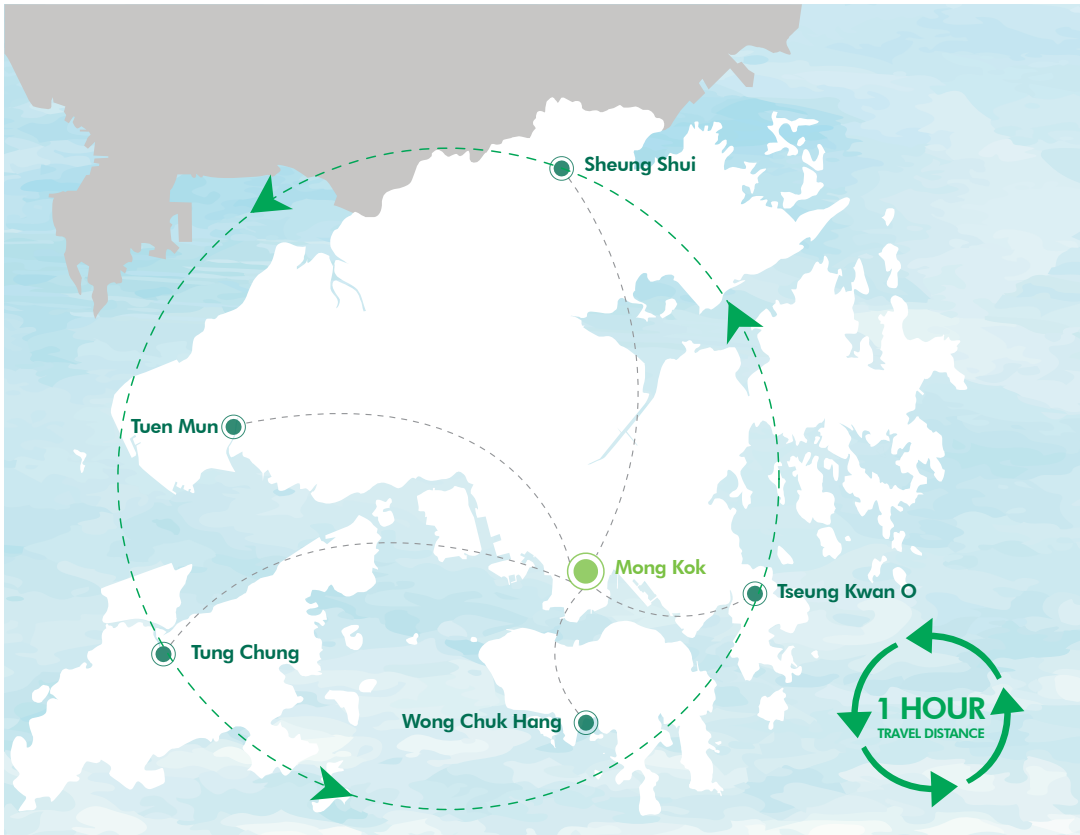 Sheung Shui
Tuen Mun
Mong Kok
Tseung Kwan O
Tung Chung
Wong Chuk Hang
1 HOUR
TRAVEL DISTANCE